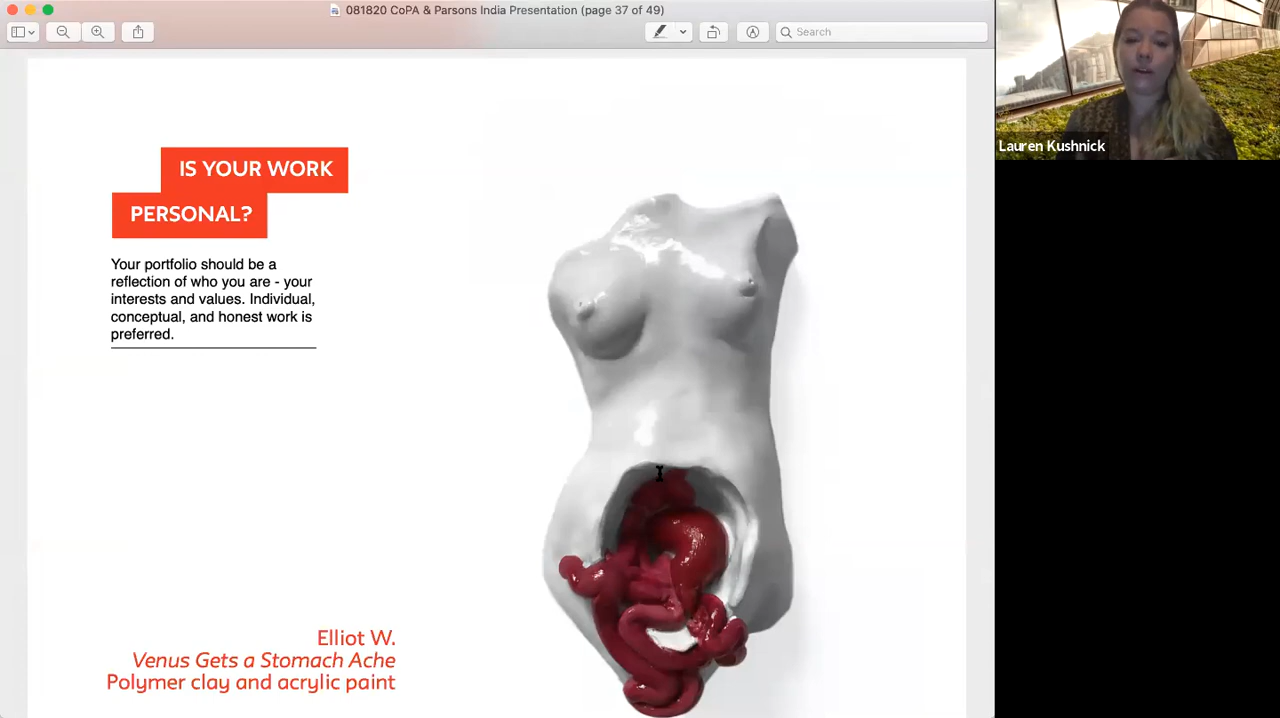 081820 CoPA & Parsons India Presentation (page 37 of 49)
Search
IS YOUR WORK
PERSONAL?
Your portfolio should be a
reflection of who you are - your
interests and values. Individual,
conceptual, and honest work is
preferred.
Elliot W.
Venus Gets a Stomach Ache
Polymer clay and acrylic paint
Lauren Kushnick